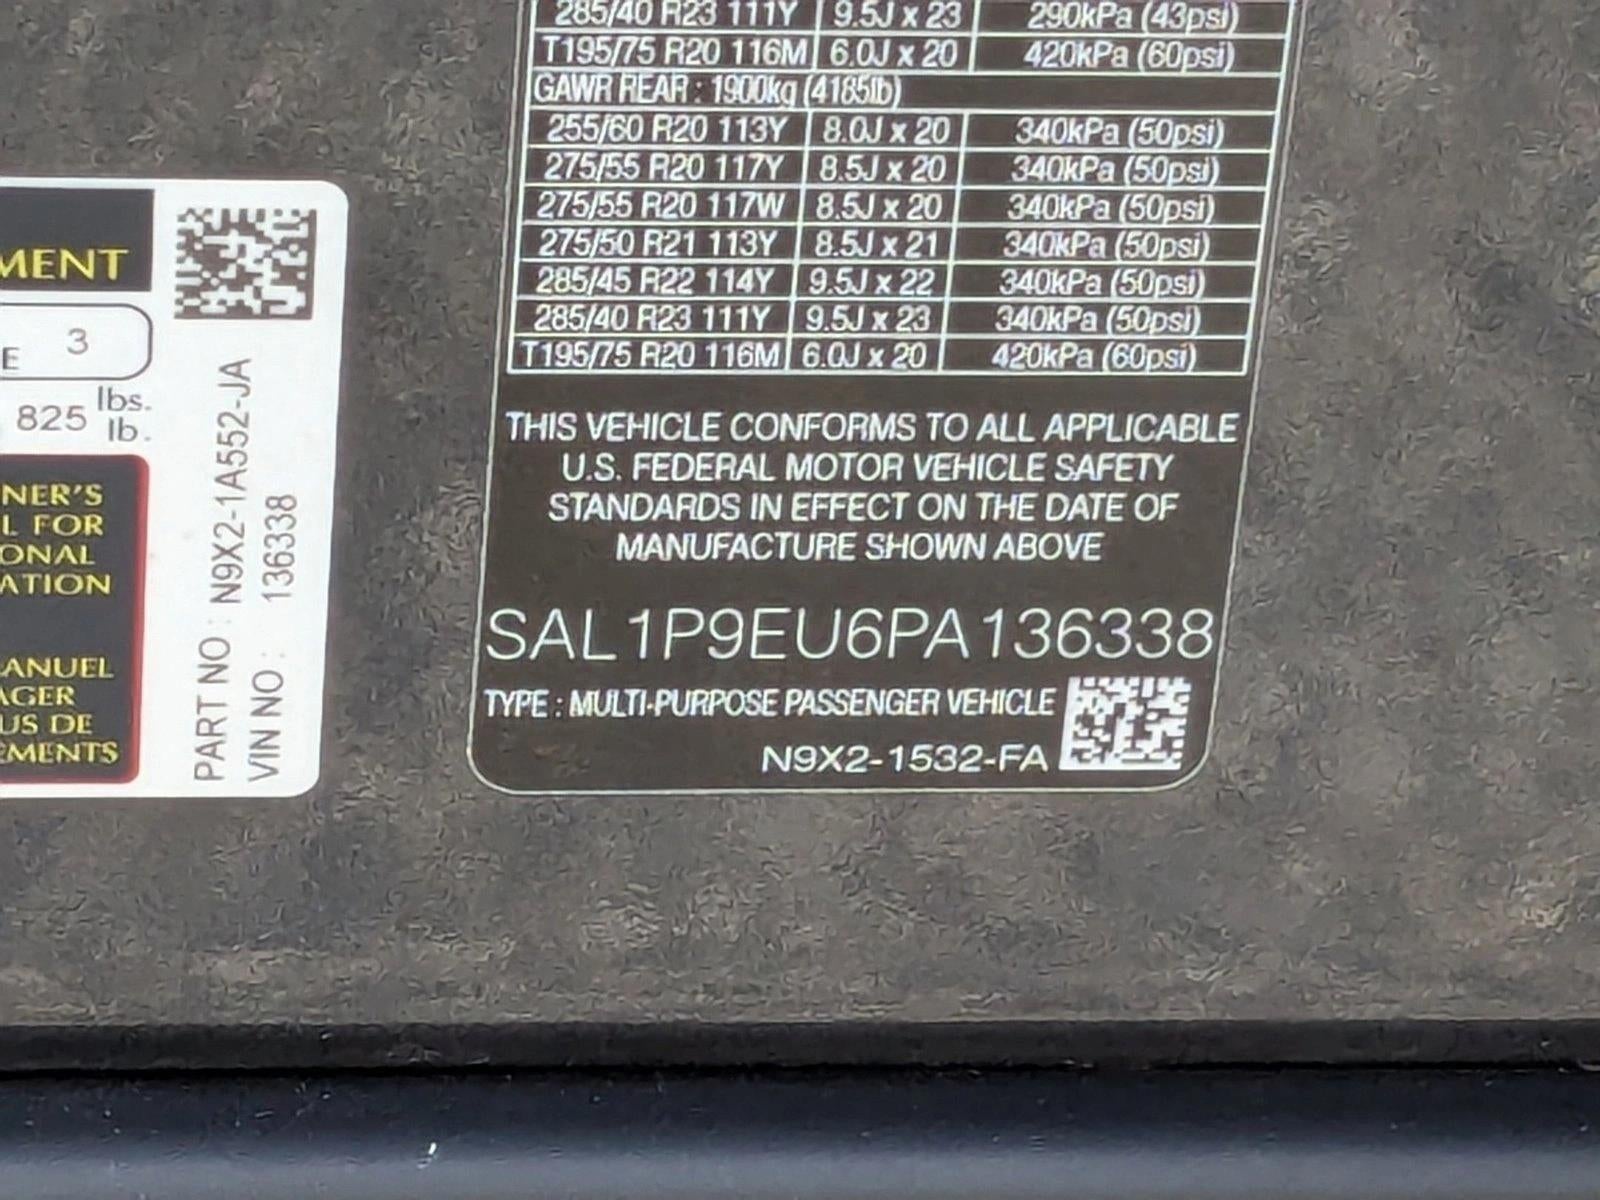 MENT
E 3
825 lbs.
lb.
NER'S
L FOR
ONAL
ATION
ANUEL
AGER
US DE
EMENTS
PART NO : N9X2-1A552-JA
VIN NO : 136338
285/40 R23 111Y 9.5J x 23 290kPa (43psi)
T195/75 R20 116M 6.0J x 20 420kPa (60psi)
GAWR REAR : 1900kg (4185lb)
255/60 R20 113Y 8.0J x 20 340kPa (50psi)
275/55 R20 117Y 8.5J x 20 340kPa (50psi)
275/55 R20 117W 8.5J x 20 340kPa (50psi)
275/50 R21 113Y 8.5J x 21 340kPa (50psi)
285/45 R22 114Y 9.5J x 22 340kPa (50psi)
285/40 R23 111Y 9.5J x 23 340kPa (50psi)
T195/75 R20 116M 6.0J x 20 420kPa (60psi)
THIS VEHICLE CONFORMS TO ALL APPLICABLE
U.S. FEDERAL MOTOR VEHICLE SAFETY
STANDARDS IN EFFECT ON THE DATE OF
MANUFACTURE SHOWN ABOVE
SAL1P9EU6PA136338
TYPE : MULTI-PURPOSE PASSENGER VEHICLE
N9X2-1532-FA